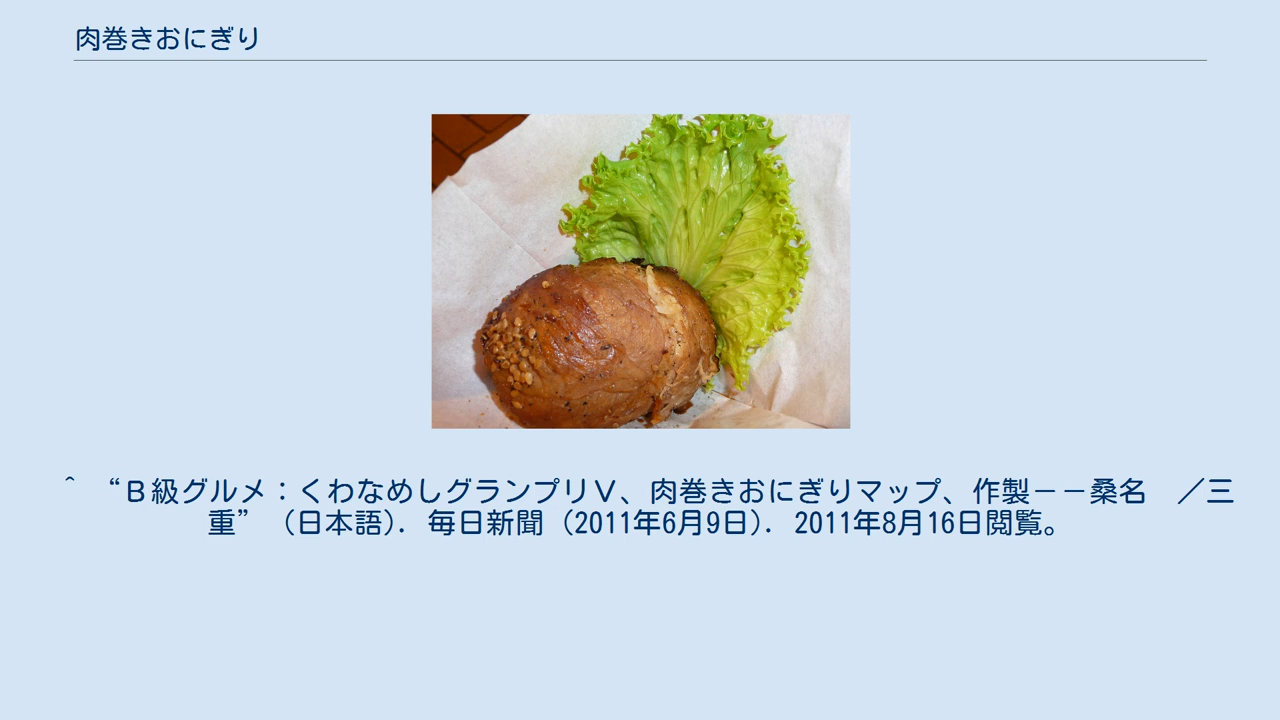 肉巻きおにぎり
^ “Ｂ級グルメ：くわなめしグランプリＶ、肉巻きおにぎりマップ、作製－－桑名　／三
重” （日本語）. 毎日新聞 （2011年6月9日）. 2011年8月16日閲覧。